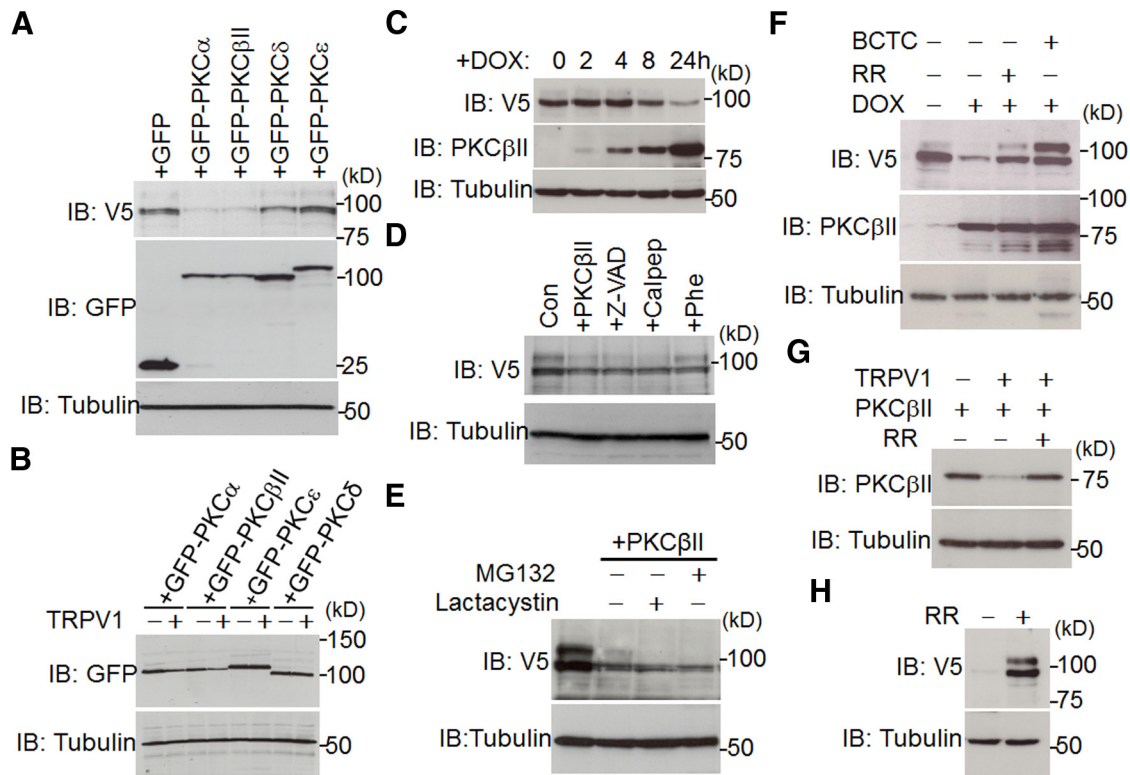 A
+GFP
+GFP-PKCα
+GFP-PKCβII
+GFP-PKCδ
+GFP-PKCε
(kD)
IB: V5
100
75
IB: GFP
100
25
IB: Tubulin
50
B
+GFP-PKCα
+GFP-PKCβII
+GFP-PKCε
+GFP-PKCδ
(kD)
TRPV1 – + – + – + – +
150
IB: GFP
100
IB: Tubulin
50
C
+DOX: 0 2 4 8 24h
(kD)
IB: V5
100
IB: PKCβII
75
IB: Tubulin
50
D
Con
+PKCβII
+Z-VAD
+Calpep
+Phe
(kD)
IB: V5
100
IB: Tubulin
50
E
+PKCβII
MG132 – – +
Lactacystin – + –
(kD)
IB: V5
100
IB:Tubulin
50
F
BCTC – – – +
RR – – + –
DOX – + + +
(kD)
IB: V5
100
100
IB: PKCβII
75
IB: Tubulin
50
G
TRPV1 – + +
PKCβII + + +
RR – – +
(kD)
IB: PKCβII
75
IB: Tubulin
50
H
RR – +
(kD)
IB: V5
100
75
IB: Tubulin
50